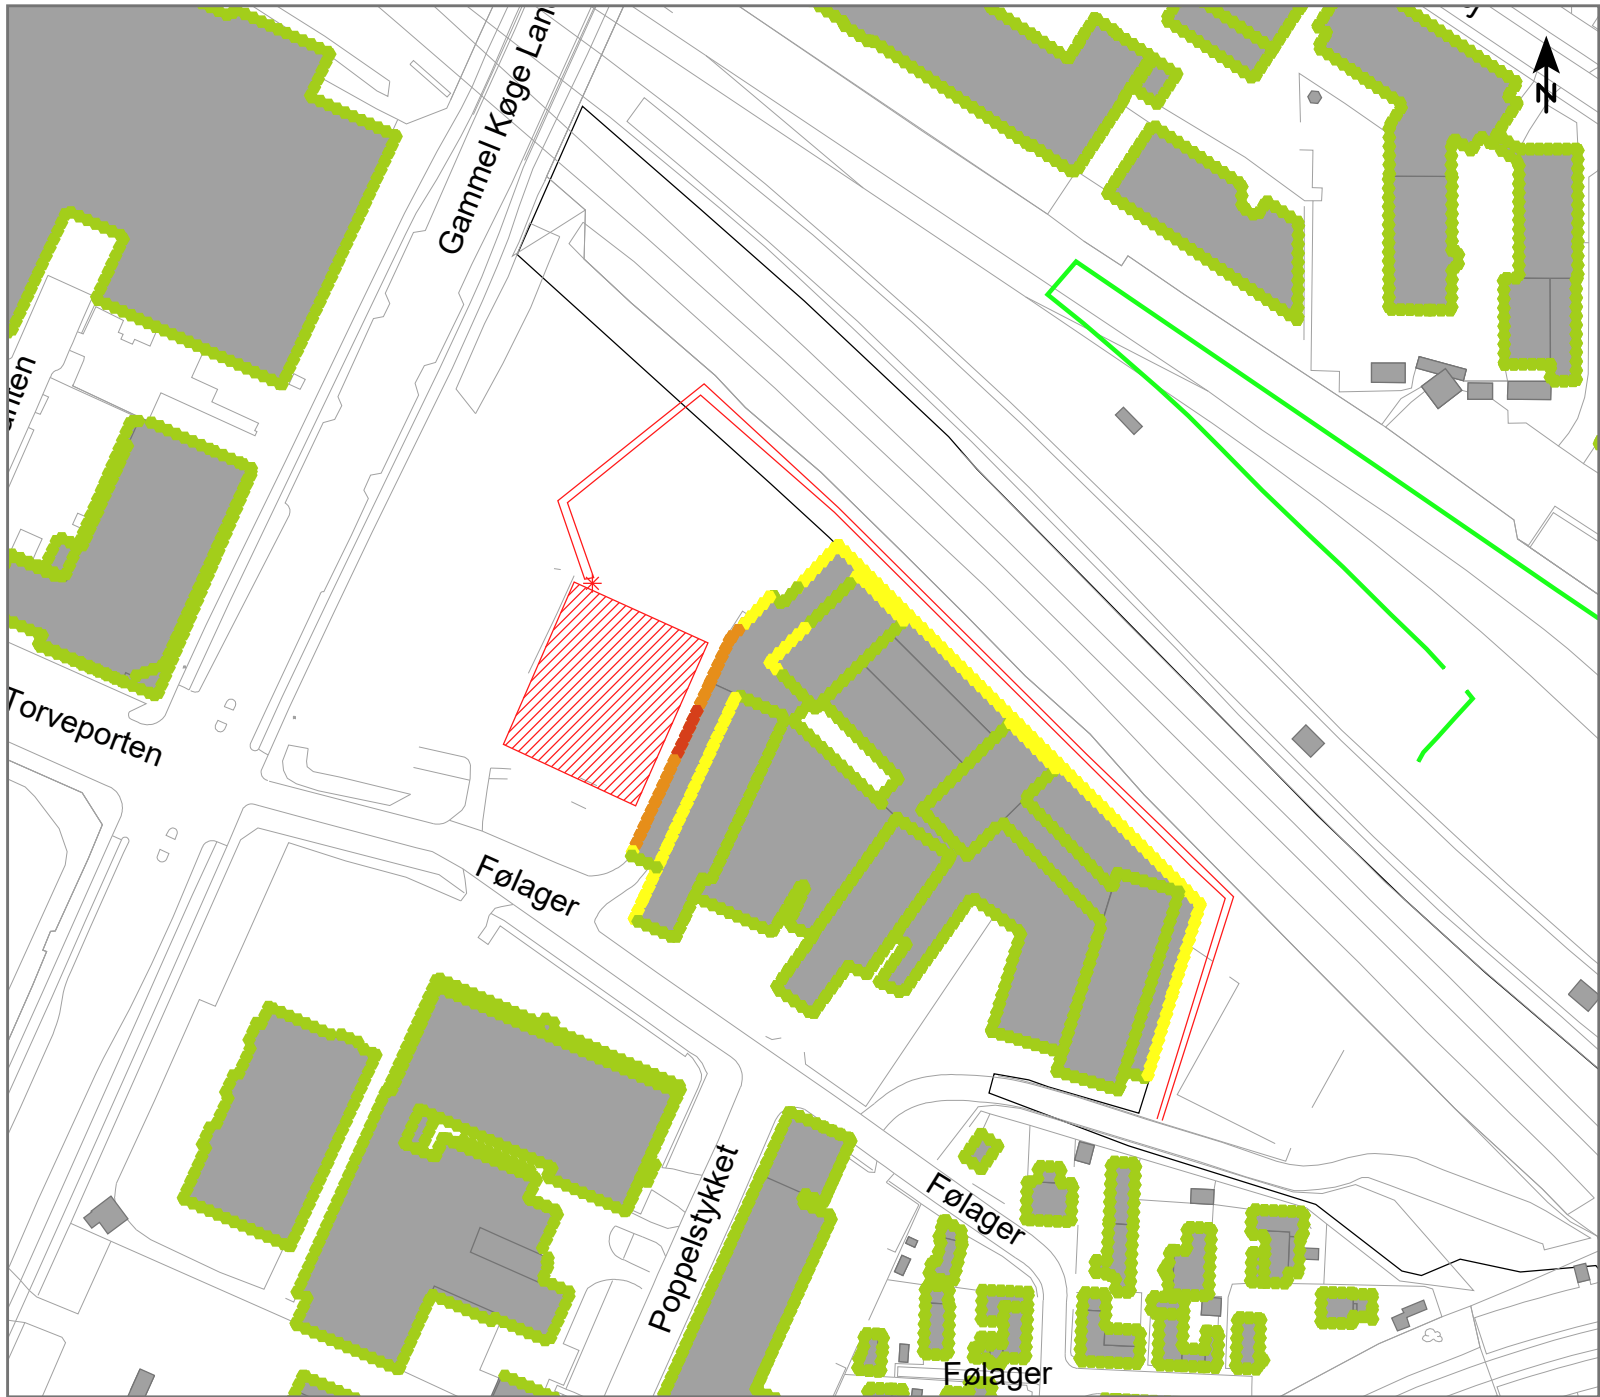 Gammel Køge Lan
N
Torveporten
Følager
Poppelstykket
Følager
Følager